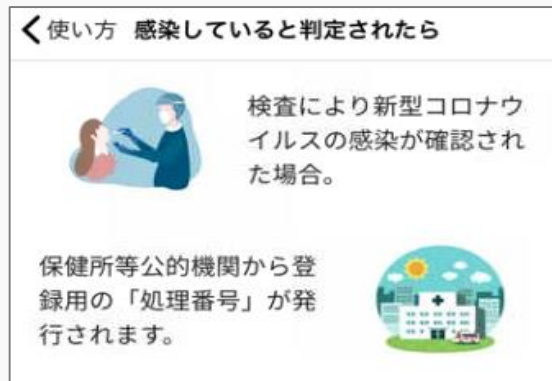 使い方 感染していると判定されたら
検査により新型コロナウ
イルスの感染が確認され
た場合。
保健所等公的機関から登
録用の「処理番号」が発
行されます。